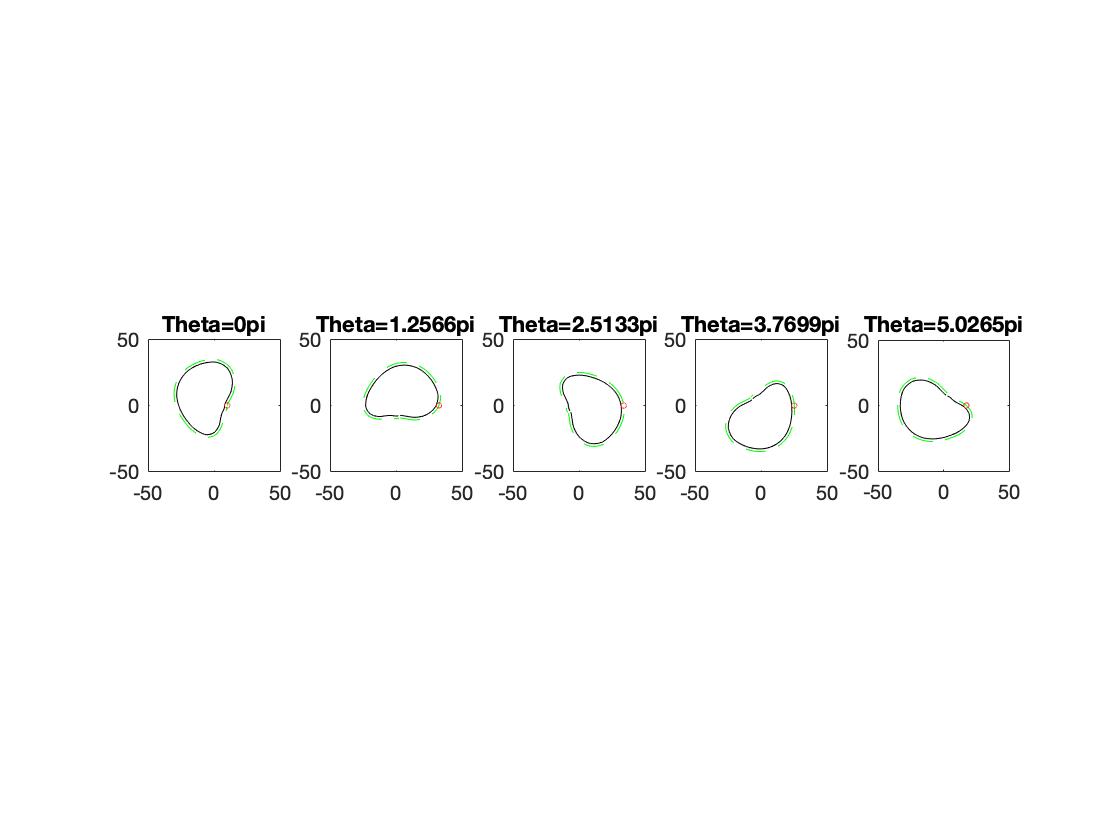 Theta=0pi Theta=1.2566pi Theta=2.5133pi Theta=3.7699pi Theta=5.0265pi
50 50 50 50 50
0 0 0 0 0
-50 -50 -50 -50 -50
-50 0 50 -50 0 50 -50 0 50 -50 0 50 -50 0 50